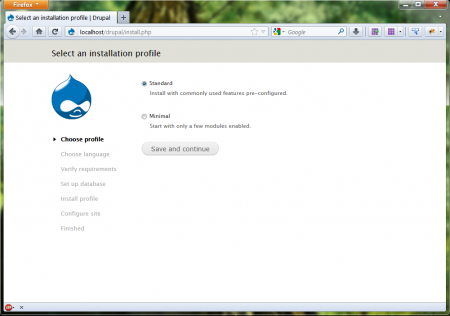 Firefox
Select an installation profile | Drupal
localhost/drupal/install.php
Google
Select an installation profile
Standard
Install with commonly used features pre-configured.
Minimal
Start with only a few modules enabled.
Save and continue
Choose profile
Choose language
Verify requirements
Set up database
Install profile
Configure site
Finished